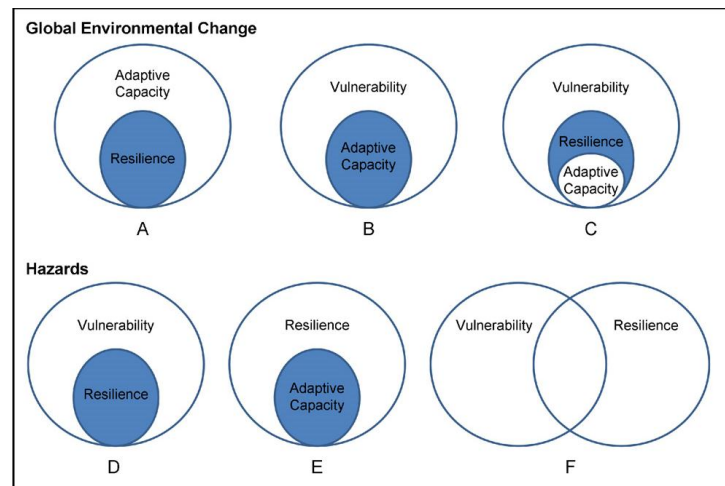 Global Environmental Change
Adaptive
Capacity
Resilience
A
Vulnerability
Adaptive
Capacity
B
Vulnerability
Resilience
Adaptive
Capacity
C
Hazards
Vulnerability
Resilience
D
Resilience
Adaptive
Capacity
E
Vulnerability
Resilience
F